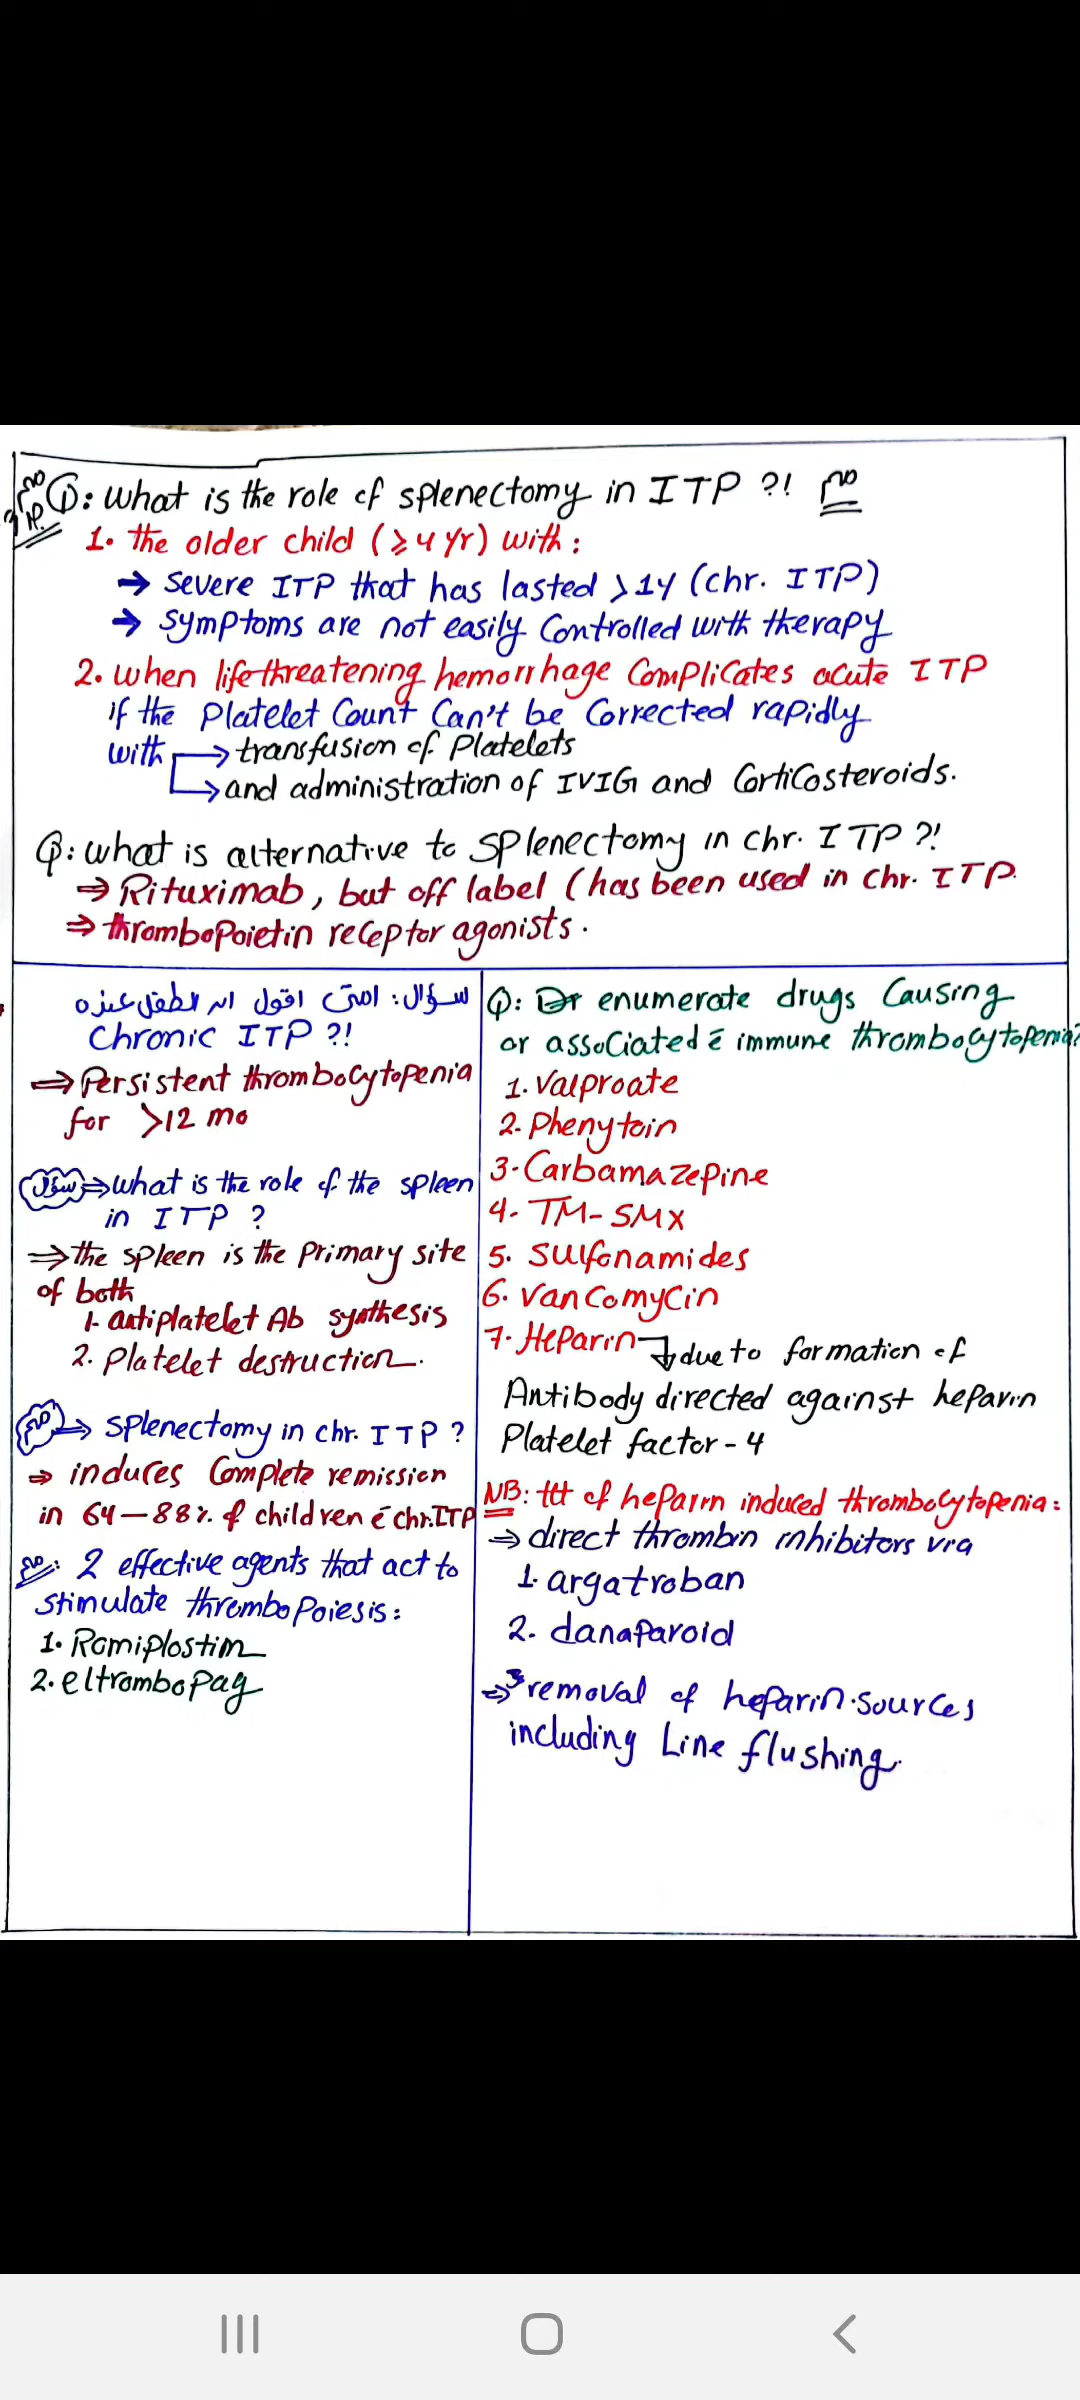 Q: What is the role of splenectomy in ITP ?!
1. the older child (≥4 yr) with:
→ severe ITP that has lasted >1y (chr. ITP)
→ symptoms are not easily controlled with therapy
2. when life threatening hemorrhage complicates acute ITP
if the platelet count can't be corrected rapidly
with → transfusion of platelets
→ and administration of IVIG and corticosteroids.
Q: what is alternative to splenectomy in chr. ITP ?!
⇒ Rituximab, but off label (has been used in chr. ITP.
⇒ thrombopoietin receptor agonists.
سؤال: امتى اقول ان الطفل عنده
Chronic ITP ?!
⇒ Persistent thrombocytopenia
for >12 mo
سؤال ⇒ what is the role of the spleen
in ITP ?
⇒ the spleen is the primary site
of both
1. antiplatelet Ab synthesis
2. platelet destruction.
⇒ splenectomy in chr. ITP ?
⇒ induces complete remission
in 64-88% of children c̄ chr. ITP
2 effective agents that act to
stimulate thrombopoiesis:
1. Romiplostim
2. eltrombopag
Q: enumerate drugs causing
or associated c̄ immune thrombocytopenia?
1. Valproate
2. Phenytoin
3. Carbamazepine
4. TM-SMX
5. Sulfonamides
6. Vancomycin
7. Heparin → due to formation of
Antibody directed against heparin
Platelet factor-4
NB: ttt of heparin induced thrombocytopenia:
⇒ direct thrombin inhibitors via
1. argatroban
2. danaparoid
⇒ removal of heparin sources
including Line flushing.